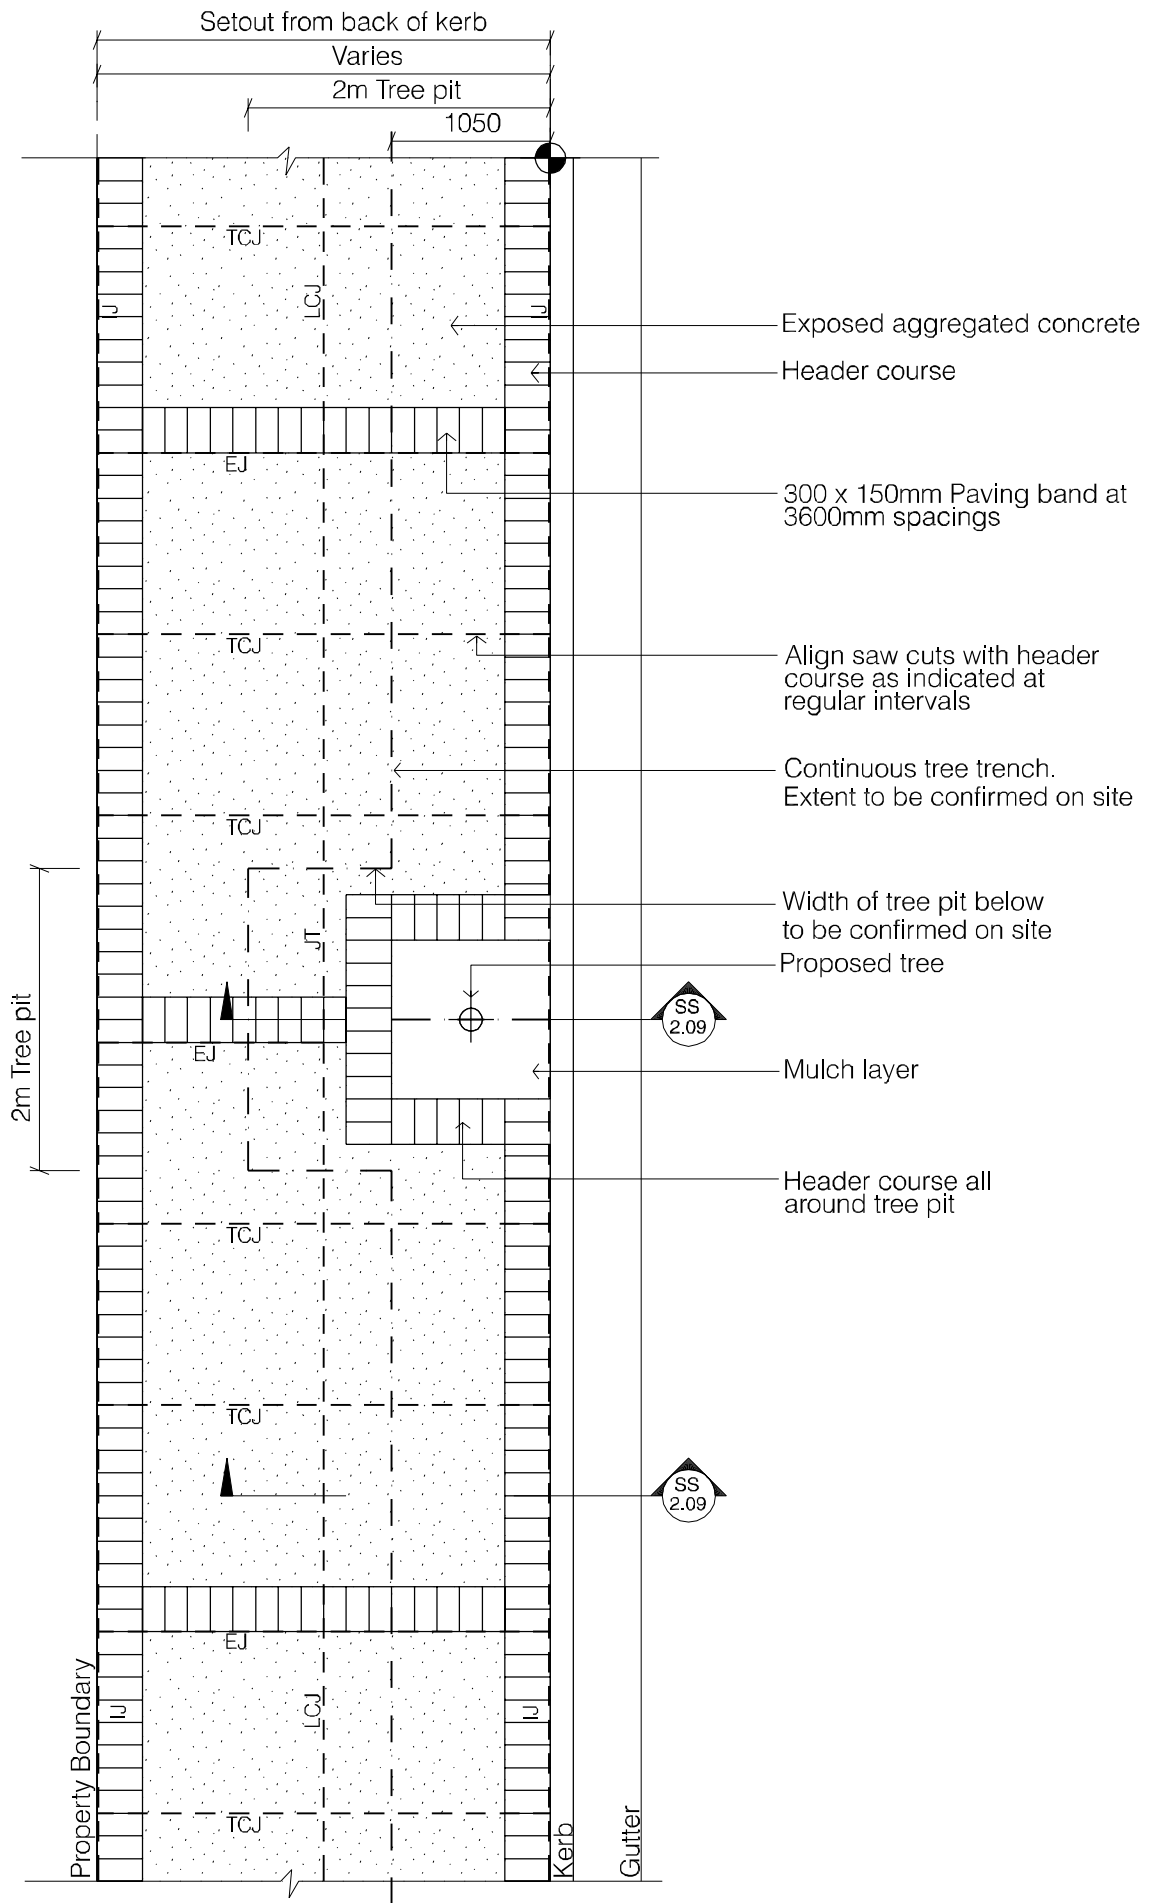 Setout from back of kerb
Varies
2m Tree pit
1050
TCJ
IJ
LCJ
IJ
Exposed aggregated concrete
Header course
EJ
300 x 150mm Paving band at
3600mm spacings
TCJ
Align saw cuts with header
course as indicated at
regular intervals
Continuous tree trench.
Extent to be confirmed on site
TCJ
Width of tree pit below
to be confirmed on site
JT
Proposed tree
SS
2.09
EJ
2m Tree pit
Mulch layer
Header course all
around tree pit
TCJ
TCJ
SS
2.09
EJ
Property Boundary
IJ
LCJ
IJ
TCJ
Kerb
Gutter